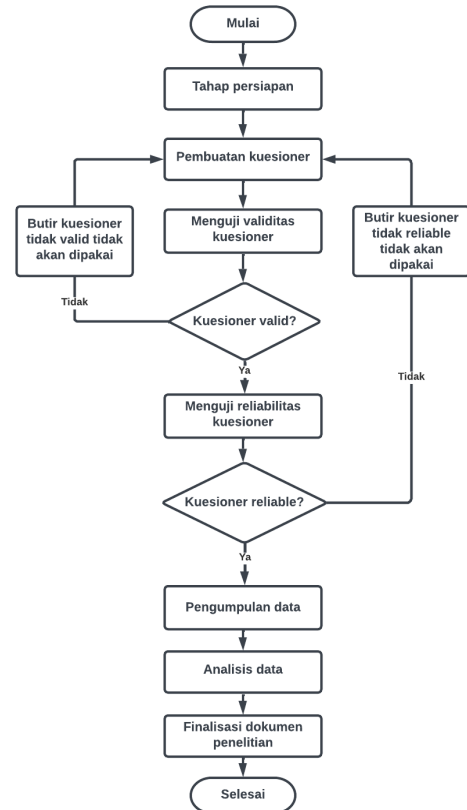 Mulai
Tahap persiapan
Pembuatan kuesioner
Butir kuesioner
tidak valid tidak
akan dipakai
Menguji validitas
kuesioner
Butir kuesioner
tidak reliable
tidak akan
dipakai
Tidak
Kuesioner valid?
Ya
Menguji reliabilitas
kuesioner
Tidak
Kuesioner reliable?
Ya
Pengumpulan data
Analisis data
Finalisasi dokumen
penelitian
Selesai